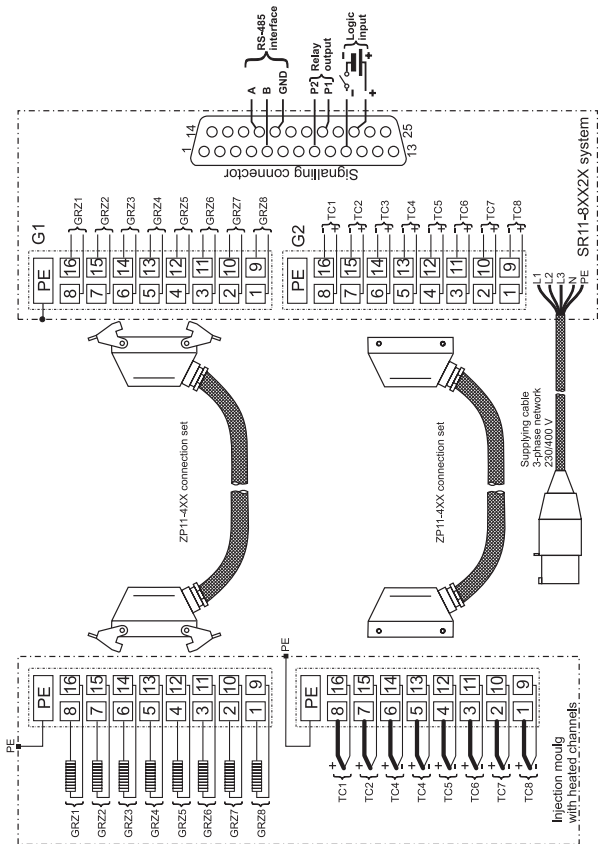 RS-485
interface
Relay
output
Logic
input
A
B
GND
P2
P1
-
+
- +
14
1
25
13
Signalling connector
SR11-8XX2X system
G1
PE
8 16 GRZ1
7 15 GRZ2
6 14 GRZ3
5 13 GRZ4
4 12 GRZ5
3 11 GRZ6
2 10 GRZ7
1 9 GRZ8
G2
PE
8 16 - + TC1
7 15 - + TC2
6 14 - + TC3
5 13 - + TC4
4 12 - + TC5
3 11 - + TC6
2 10 - + TC7
1 9 - + TC8
L1
L2
L3
N
PE
ZP11-4XX connection set
ZP11-4XX connection set
Supplying cable
3-phase network
230/400 V
PE
PE
GRZ1 8 16
GRZ2 7 15
GRZ3 6 14
GRZ4 5 13
GRZ5 4 12
GRZ6 3 11
GRZ7 2 10
GRZ8 1 9
PE
PE
TC1 + - 8 16
TC2 + - 7 15
TC4 + - 6 14
TC4 + - 5 13
TC5 + - 4 12
TC6 + - 3 11
TC7 + - 2 10
TC8 + - 1 9
Injection moulg
with heated channels